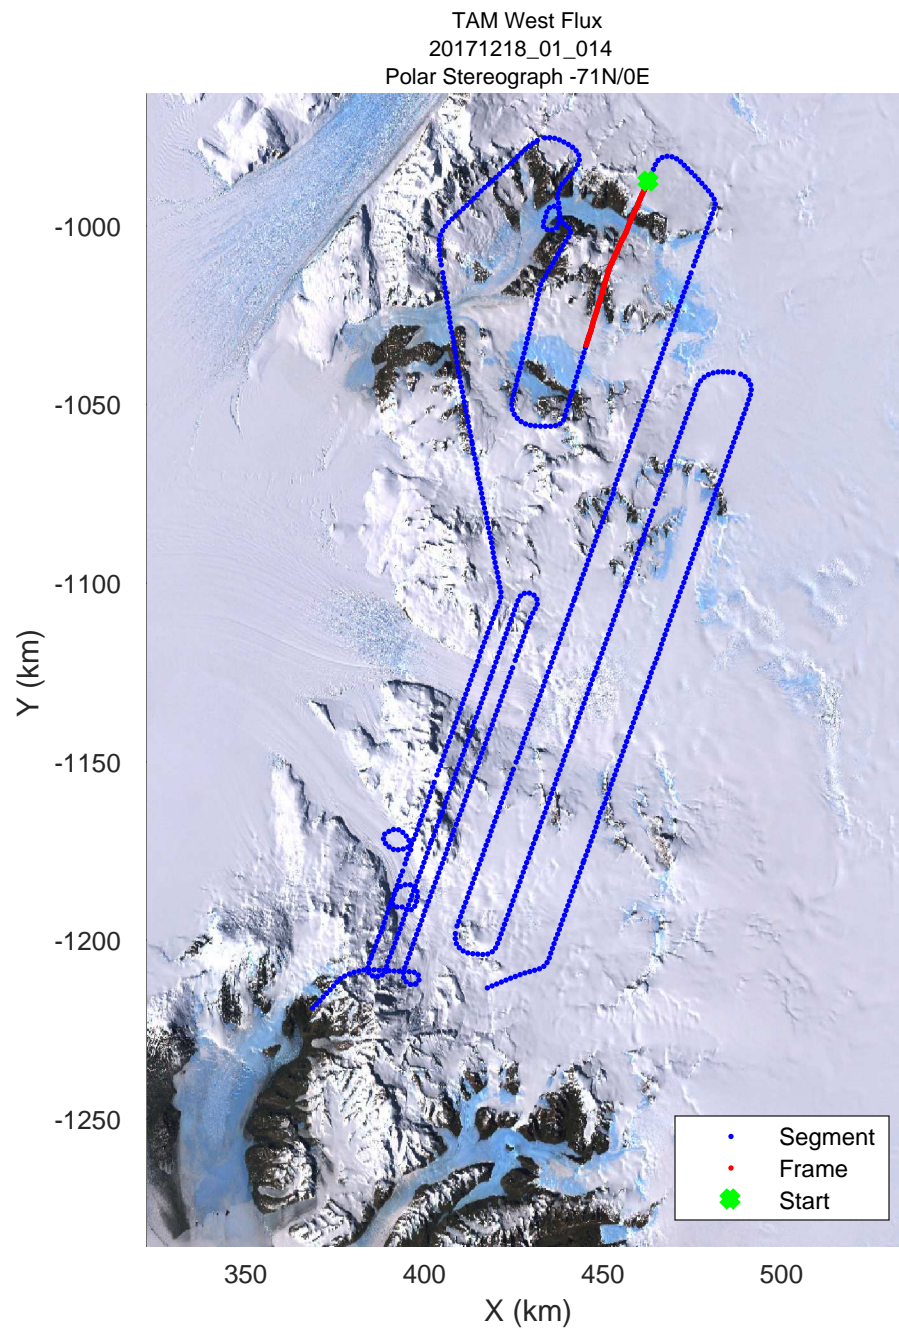 TAM West Flux
20171218_01_014
Polar Stereograph -71N/0E
-1000
-1050
-1100
-1150
-1200
-1250
Y (km)
350
400
450
500
X (km)
Segment
Frame
Start